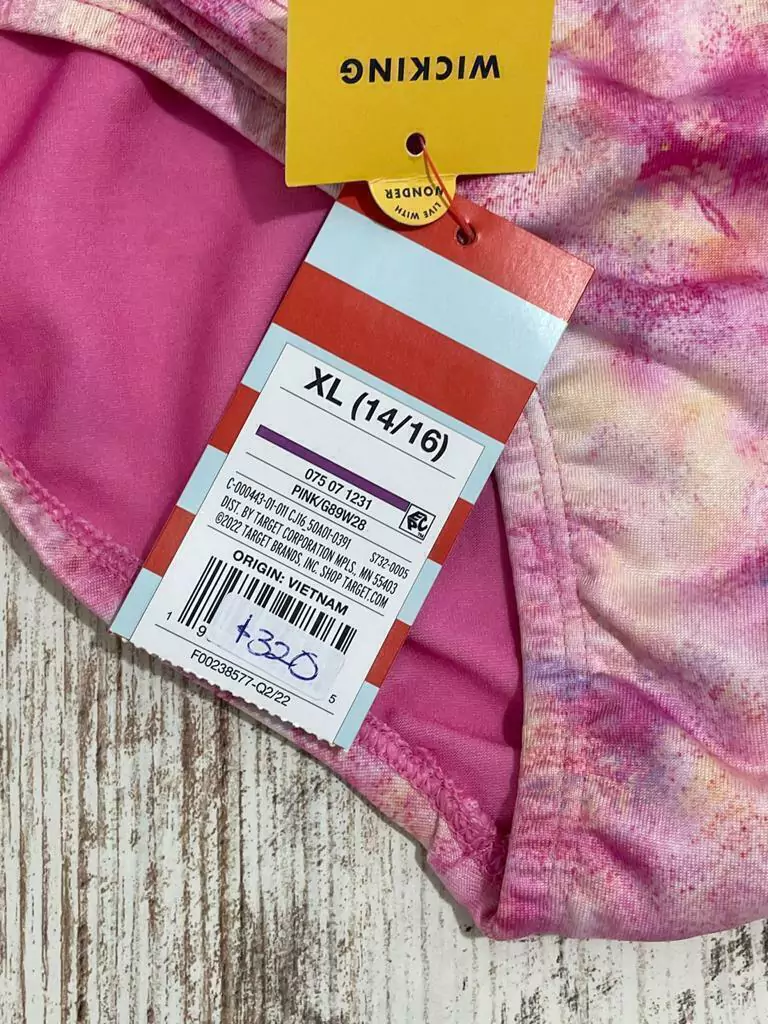 WICKING
LIVE WITH
WONDER
XL (14/16)
075 07 1231
PINK/G89W28
C-000443-01-011 CJ16_50A01-0391
S732-0005
DIST. BY TARGET CORPORATION MPLS., MN 55403
©2022 TARGET BRANDS, INC. SHOP TARGET.COM
ORIGIN: VIETNAM
1 9 5
$320
F00238577-Q2/22